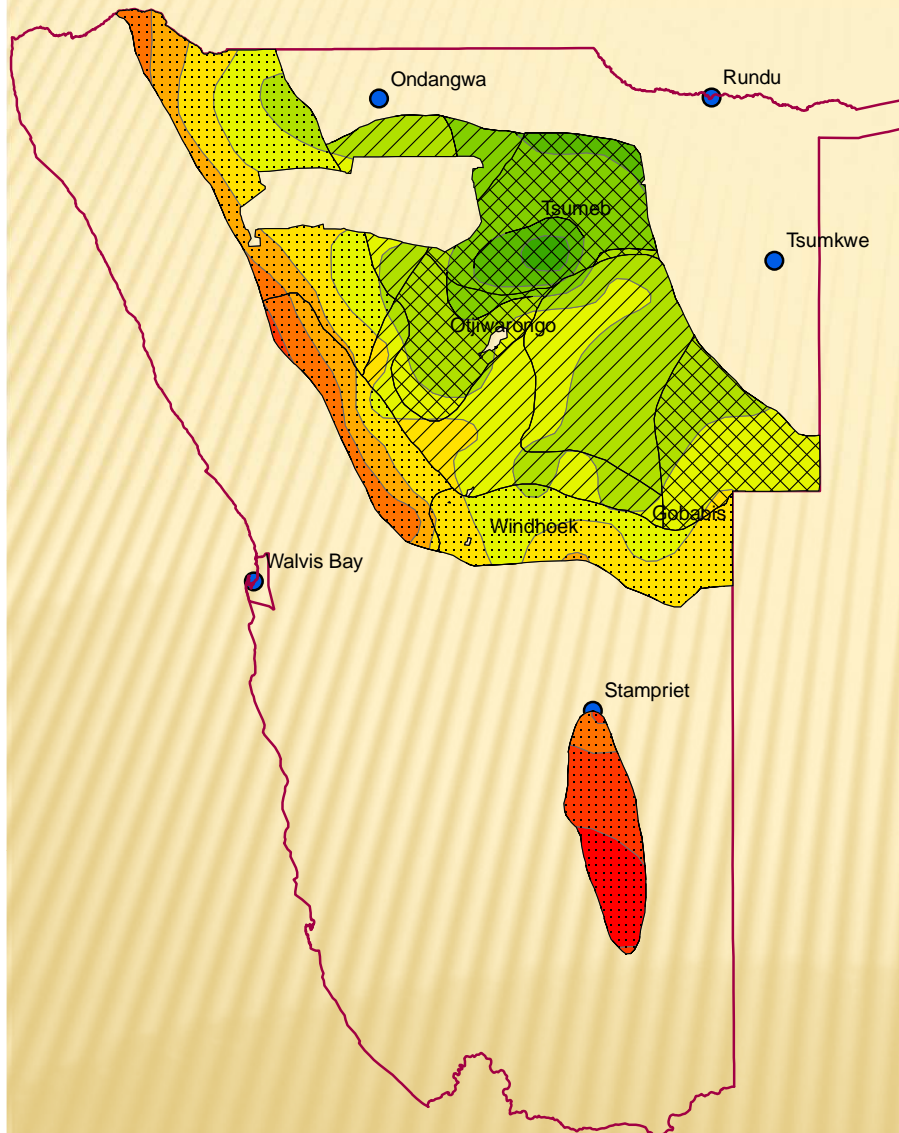 Ondangwa
Rundu
Tsumeb
Tsumkwe
Otjiwarongo
Windhoek
Gobabis
Walvis Bay
Stampriet